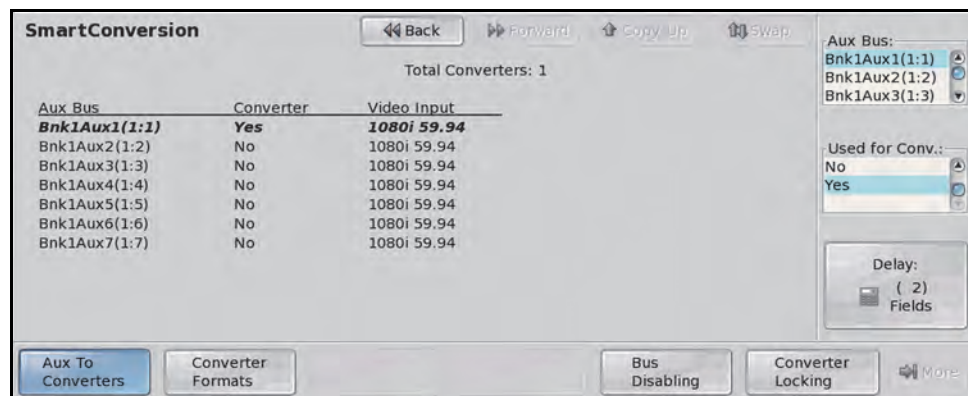 SmartConversion
Back
Forward
Copy Up
Swap
Total Converters: 1
Aux Bus Converter Video Input
Bnk1Aux1(1:1) Yes 1080i 59.94
Bnk1Aux2(1:2) No 1080i 59.94
Bnk1Aux3(1:3) No 1080i 59.94
Bnk1Aux4(1:4) No 1080i 59.94
Bnk1Aux5(1:5) No 1080i 59.94
Bnk1Aux6(1:6) No 1080i 59.94
Bnk1Aux7(1:7) No 1080i 59.94
Aux Bus:
Bnk1Aux1(1:1)
Bnk1Aux2(1:2)
Bnk1Aux3(1:3)
Used for Conv.:
No
Yes
Delay:
( 2)
Fields
Aux To
Converters
Converter
Formats
Bus
Disabling
Converter
Locking
More